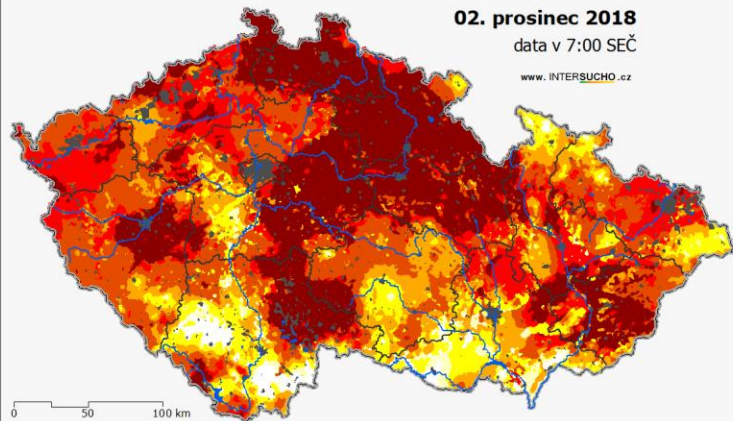 02. prosinec 2018
data v 7:00 SEČ
www. INTERSUCHO .cz
0 50 100 km